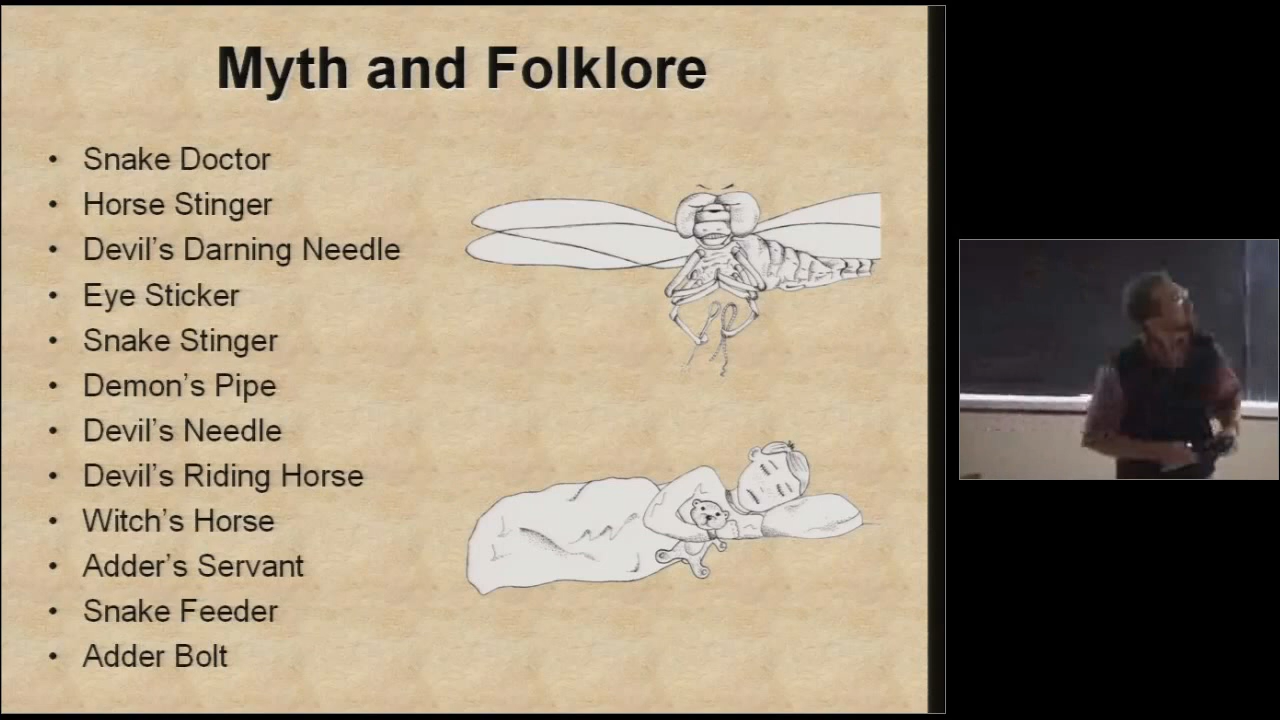 Myth and Folklore
• Snake Doctor
• Horse Stinger
• Devil's Darning Needle
• Eye Sticker
• Snake Stinger
• Demon's Pipe
• Devil's Needle
• Devil's Riding Horse
• Witch's Horse
• Adder's Servant
• Snake Feeder
• Adder Bolt